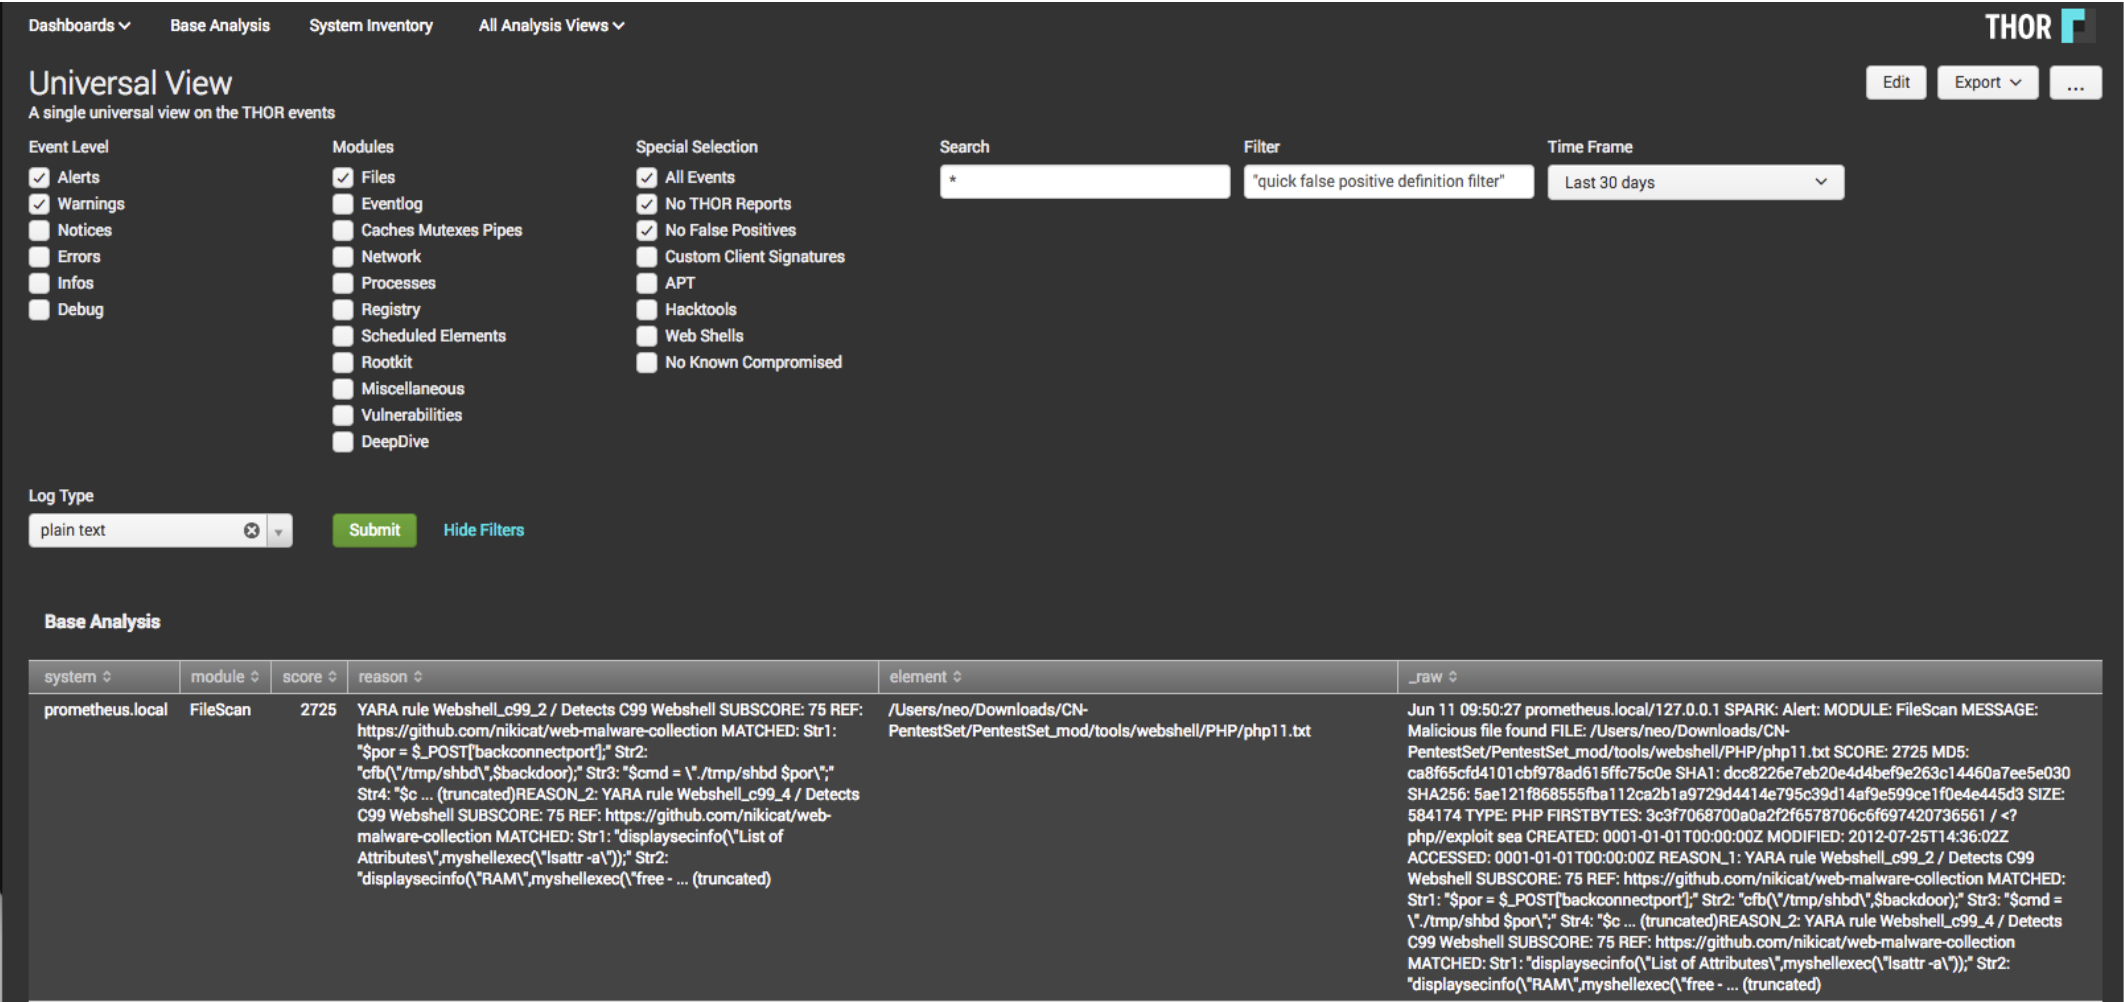 Dashboards Base Analysis System Inventory All Analysis Views THOR
Universal View
A single universal view on the THOR events
Edit Export ...
Event Level
Alerts
Warnings
Notices
Errors
Infos
Debug
Modules
Files
Eventlog
Caches Mutexes Pipes
Network
Processes
Registry
Scheduled Elements
Rootkit
Miscellaneous
Vulnerabilities
DeepDive
Special Selection
All Events
No THOR Reports
No False Positives
Custom Client Signatures
APT
Hacktools
Web Shells
No Known Compromised
Search
*
Filter
"quick false positive definition filter"
Time Frame
Last 30 days
Log Type
plain text
Submit Hide Filters
Base Analysis
system module score reason element _raw
prometheus.local FileScan 2725
YARA rule Webshell_c99_2 / Detects C99 Webshell SUBSCORE: 75 REF:
https://github.com/nikicat/web-malware-collection MATCHED: Str1:
"$por = $_POST['backconnectport'];" Str2:
"cfb(\"/tmp/shbd\",$backdoor);" Str3: "$cmd = \"./tmp/shbd $por\";"
Str4: "$c ... (truncated)REASON_2: YARA rule Webshell_c99_4 / Detects
C99 Webshell SUBSCORE: 75 REF: https://github.com/nikicat/web-
malware-collection MATCHED: Str1: "displaysecinfo(\"List of
Attributes\",myshellexec(\"lsattr -a\"));" Str2:
"displaysecinfo(\"RAM\",myshellexec(\"free - ... (truncated)
/Users/neo/Downloads/CN-
PentestSet/PentestSet_mod/tools/webshell/PHP/php11.txt
Jun 11 09:50:27 prometheus.local/127.0.0.1 SPARK: Alert: MODULE: FileScan MESSAGE:
Malicious file found FILE: /Users/neo/Downloads/CN-
PentestSet/PentestSet_mod/tools/webshell/PHP/php11.txt SCORE: 2725 MD5:
ca8f65cfd4101cbf978ad615ffc75c0e SHA1: dcc8226e7eb20e4d4bef9e263c14460a7ee5e030
SHA256: 5ae121f868555fba112ca2b1a9729d4414e795c39d14af9e599ce1f0e4e445d3 SIZE:
584174 TYPE: PHP FIRSTBYTES: 3c3f7068700a0a2f2f6578706c6f697420736561 / <?
php//exploit sea CREATED: 0001-01-01T00:00:00Z MODIFIED: 2012-07-25T14:36:02Z
ACCESSED: 0001-01-01T00:00:00Z REASON_1: YARA rule Webshell_c99_2 / Detects C99
Webshell SUBSCORE: 75 REF: https://github.com/nikicat/web-malware-collection MATCHED:
Str1: "$por = $_POST['backconnectport'];" Str2: "cfb(\"/tmp/shbd\",$backdoor);" Str3: "$cmd =
\"./tmp/shbd $por\";" Str4: "$c ... (truncated)REASON_2: YARA rule Webshell_c99_4 / Detects
C99 Webshell SUBSCORE: 75 REF: https://github.com/nikicat/web-malware-collection
MATCHED: Str1: "displaysecinfo(\"List of Attributes\",myshellexec(\"lsattr -a\"));" Str2:
"displaysecinfo(\"RAM\",myshellexec(\"free - ... (truncated)